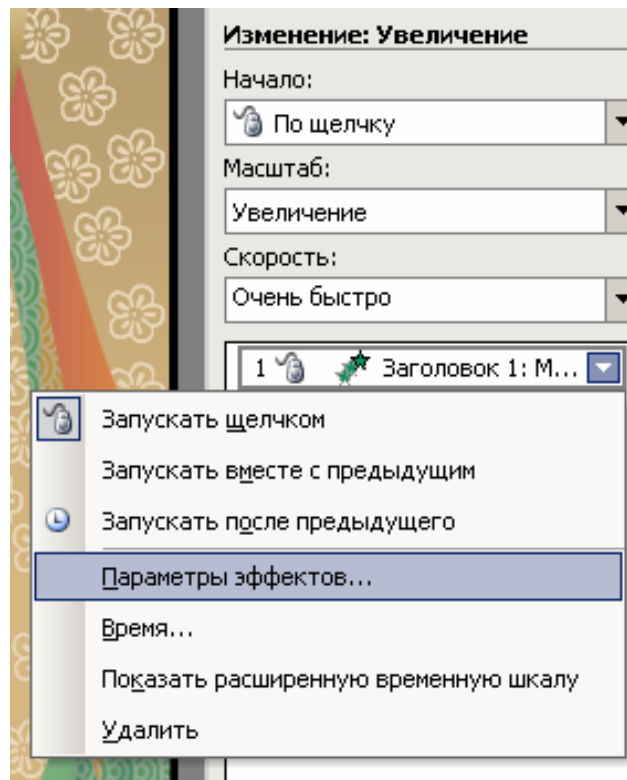 Изменение: Увеличение
Начало:
По щелчку
Масштаб:
Увеличение
Скорость:
Очень быстро
1 Заголовок 1: М...
Запускать щелчком
Запускать вместе с предыдущим
Запускать после предыдущего
Параметры эффектов...
Время...
Показать расширенную временную шкалу
Удалить